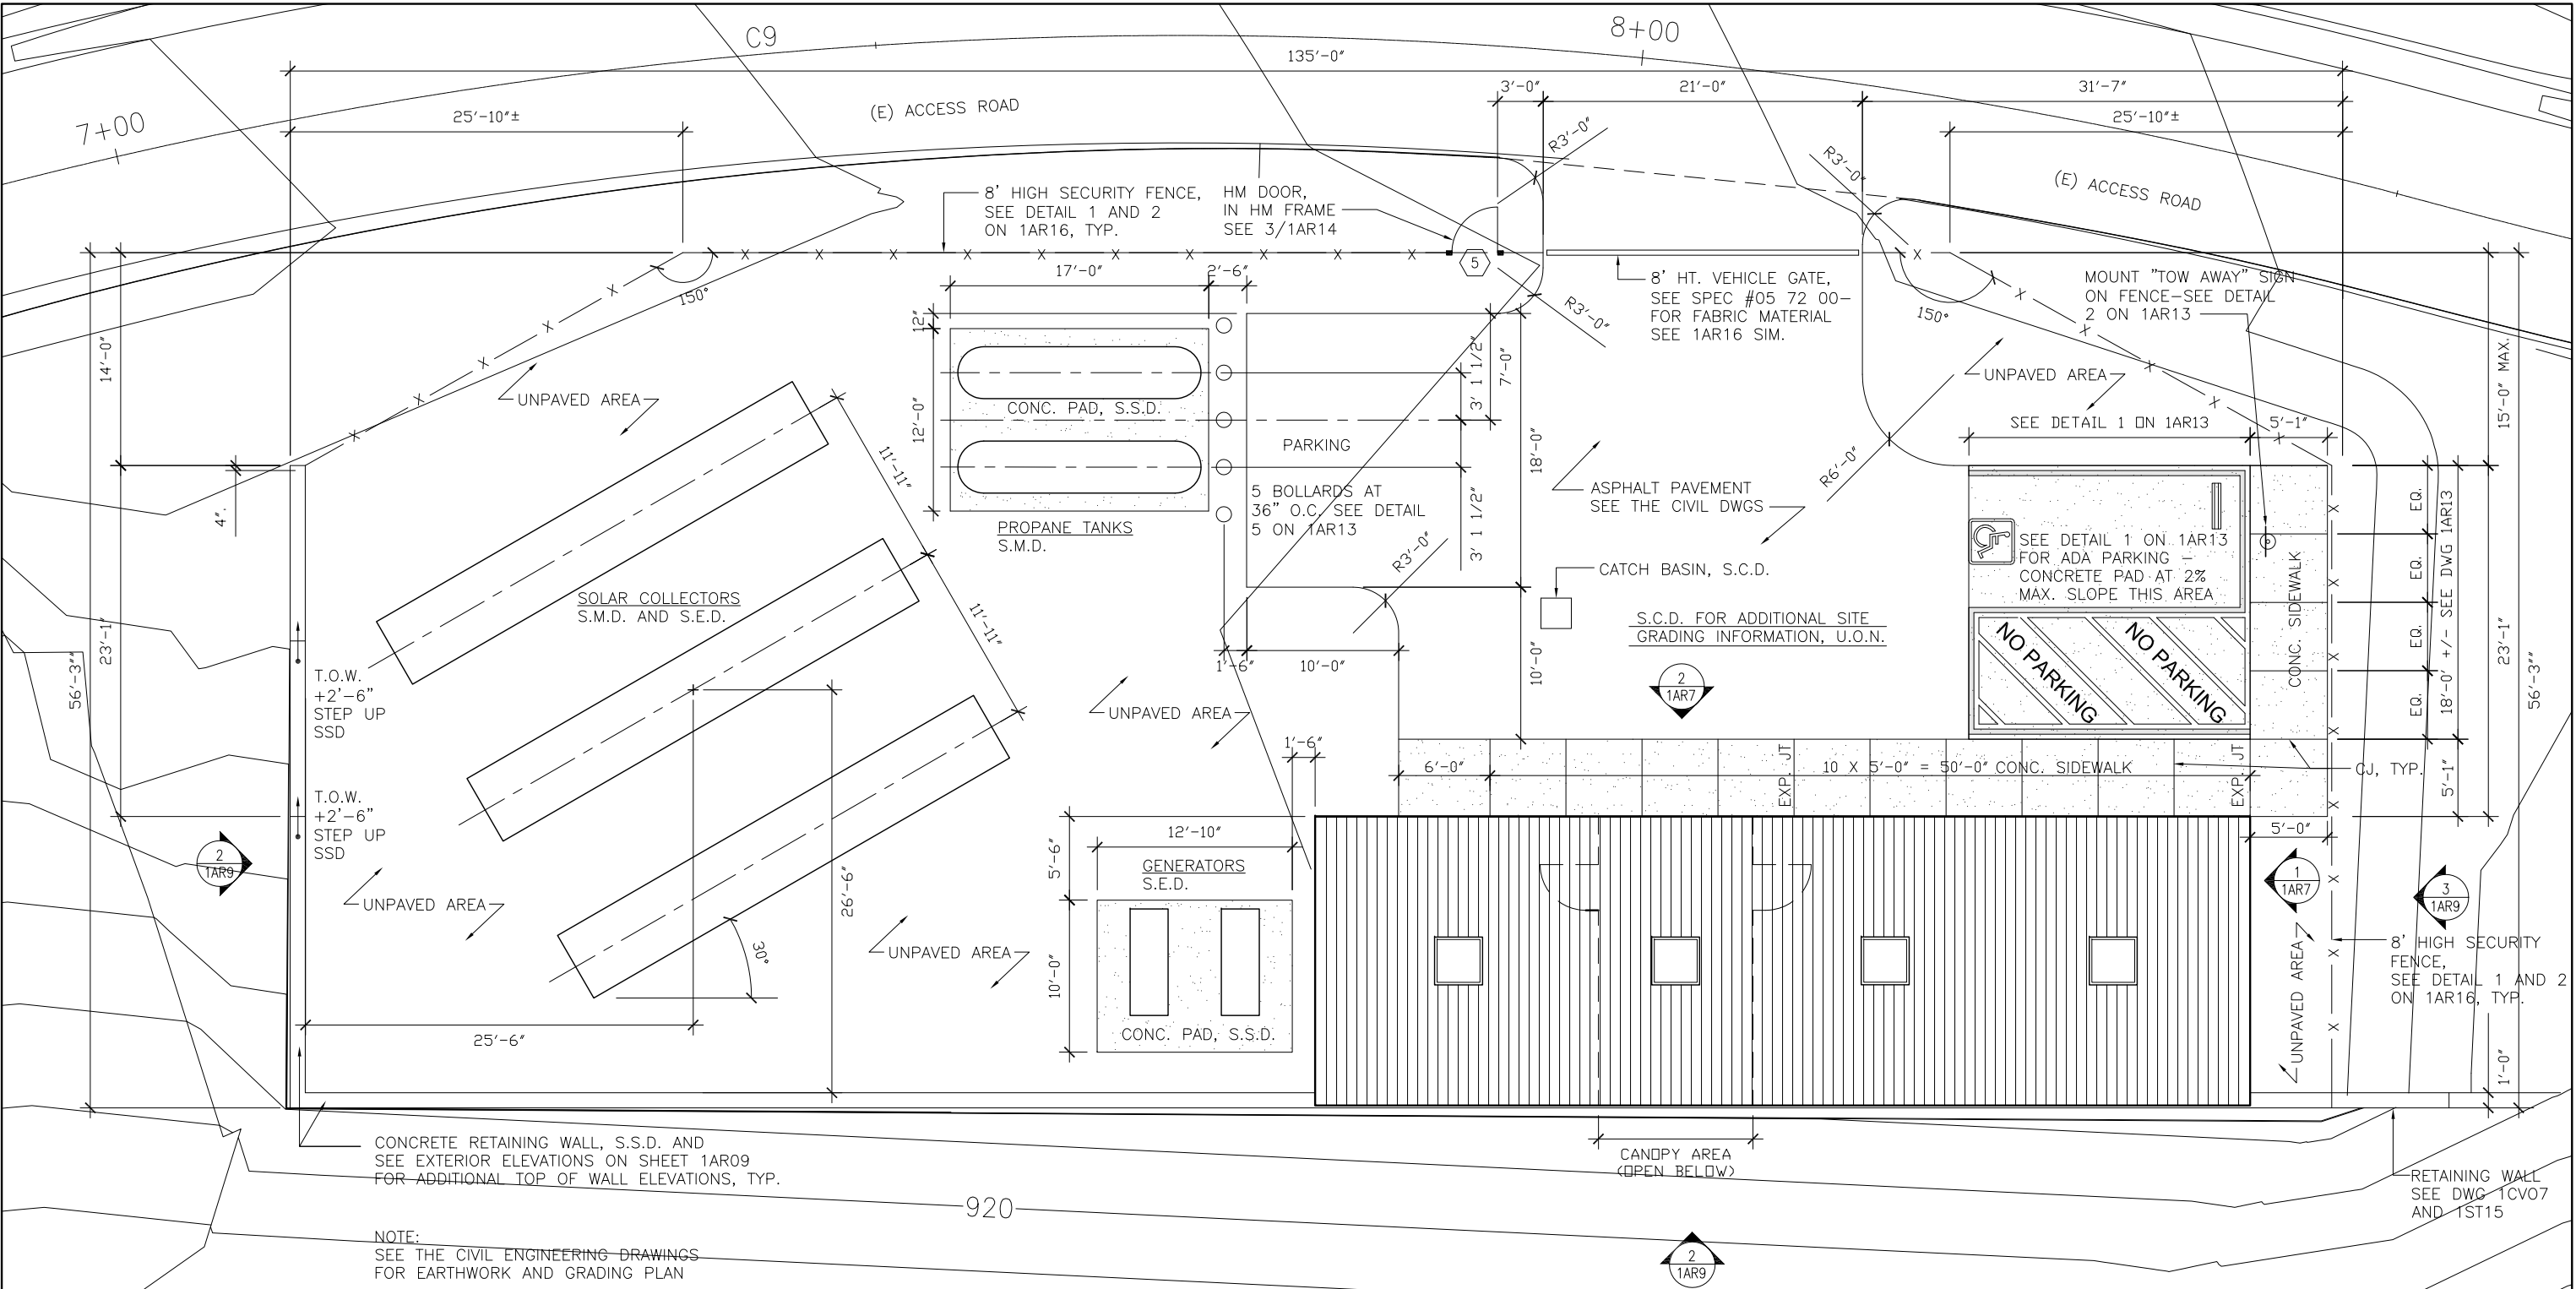 C9
8+00
135'-0"
3'-0"
21'-0"
31'-7"
7+00
25'-10"±
(E) ACCESS ROAD
25'-10"±
R3'-0"
R3'-0"
(E) ACCESS ROAD
8' HIGH SECURITY FENCE,
SEE DETAIL 1 AND 2
ON 1AR16, TYP.
HM DOOR,
IN HM FRAME
SEE 3/1AR14
5
17'-0"
2'-6"
150°
R3'-0"
8' HT. VEHICLE GATE,
SEE SPEC #05 72 00-
FOR FABRIC MATERIAL
SEE 1AR16 SIM.
MOUNT "TOW AWAY" SIGN
ON FENCE-SEE DETAIL
2 ON 1AR13
150°
14'-0"
12"
12'-0"
3' 1 1/2"
7'-0"
15'-0" MAX.
UNPAVED AREA
UNPAVED AREA
CONC. PAD, S.S.D.
PARKING
18'-0"
3' 1 1/2"
SEE DETAIL 1 ON 1AR13
5'-1"
R6'-0"
11'-11"
4".
5 BOLLARDS AT
36" O.C. SEE DETAIL
5 ON 1AR13
ASPHALT PAVEMENT
SEE THE CIVIL DWGS
PROPANE TANKS
S.M.D.
R3'-0"
CATCH BASIN, S.C.D.
SEE DETAIL 1 ON 1AR13
FOR ADA PARKING -
CONCRETE PAD AT 2%
MAX. SLOPE THIS AREA
CONC. SIDEWALK
EQ.
EQ.
EQ.
EQ.
18'-0' +/- SEE DWG 1AR13
SOLAR COLLECTORS
S.M.D. AND S.E.D.
11'-11"
23'-1"
56'-3""
S.C.D. FOR ADDITIONAL SITE
GRADING INFORMATION, U.O.N.
NO PARKING
NO PARKING
23'-1"
56'-3""
1'-6"
10'-0"
10'-0"
T.O.W.
+2'-6"
STEP UP
SSD
2
1AR7
UNPAVED AREA
1'-6"
6'-0"
EXP. JT
10 X 5'-0" = 50'-0" CONC. SIDEWALK
EXP. JT
CJ, TYP.
5'-1"
T.O.W.
+2'-6"
STEP UP
SSD
2
1AR9
12'-10"
5'-6"
GENERATORS
S.E.D.
5'-0"
1
1AR7
3
1AR9
UNPAVED AREA
26'-6"
30°
UNPAVED AREA
10'-0"
CONC. PAD, S.S.D.
UNPAVED AREA
8' HIGH SECURITY
FENCE,
SEE DETAIL 1 AND 2
ON 1AR16, TYP.
25'-6"
1'-0"
CONCRETE RETAINING WALL, S.S.D. AND
SEE EXTERIOR ELEVATIONS ON SHEET 1AR09
FOR ADDITIONAL TOP OF WALL ELEVATIONS, TYP.
CANOPY AREA
(OPEN BELOW)
RETAINING WALL
SEE DWG 1CV07
AND 1ST15
920
NOTE:
SEE THE CIVIL ENGINEERING DRAWINGS
FOR EARTHWORK AND GRADING PLAN
2
1AR9